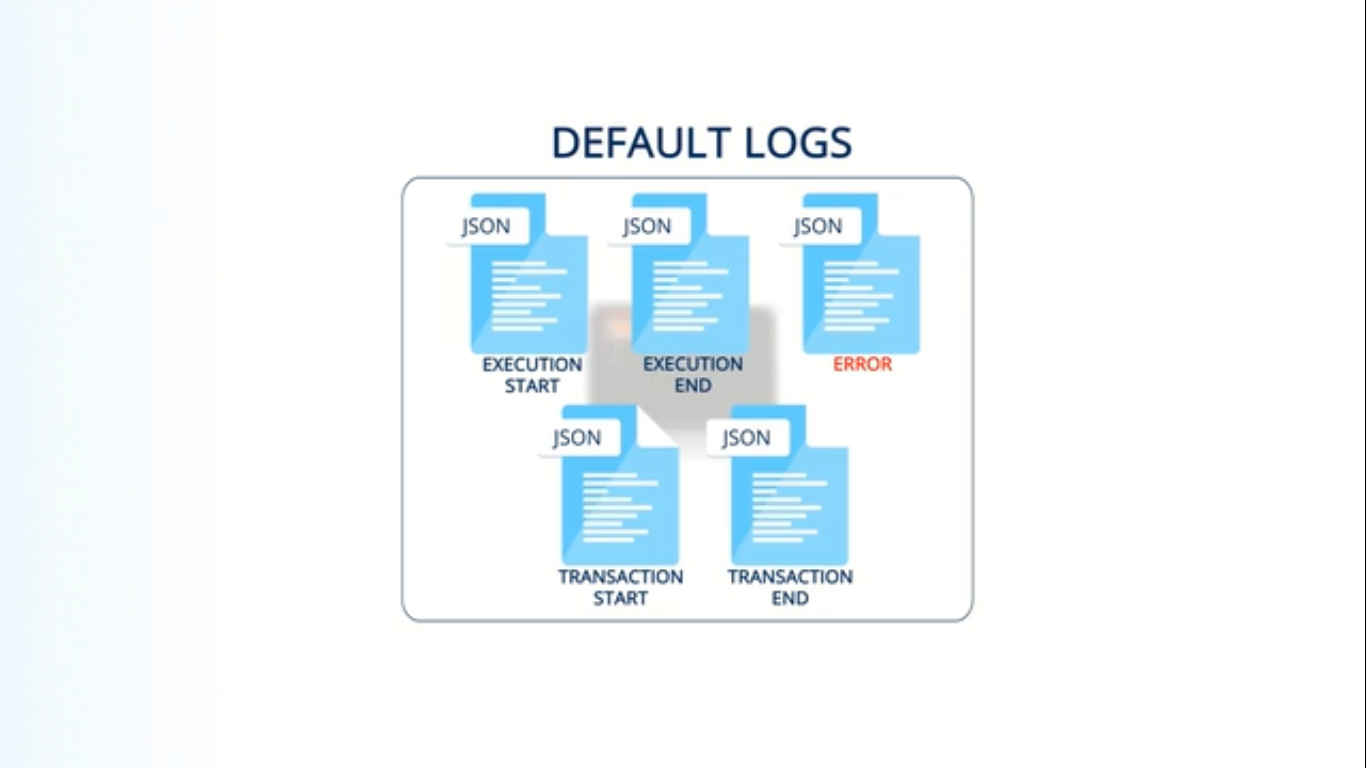 DEFAULT LOGS
JSON
JSON
JSON
EXECUTION
START
EXECUTION
END
ERROR
JSON
JSON
TRANSACTION
START
TRANSACTION
END